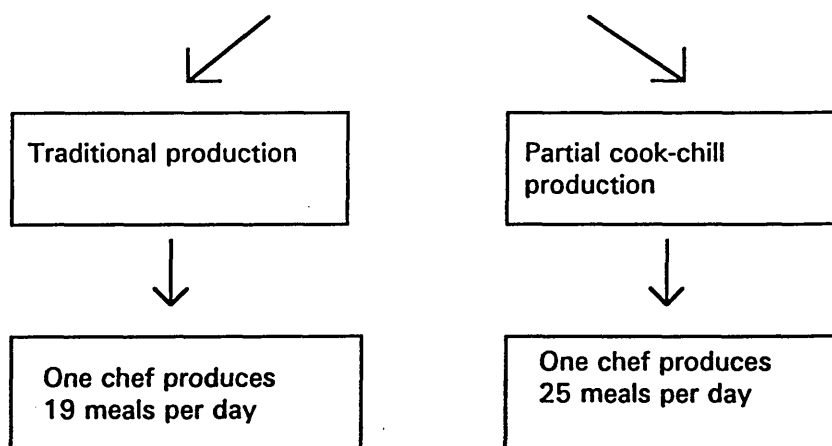 Traditional production
Partial cook-chill
production
One chef produces
19 meals per day
One chef produces
25 meals per day